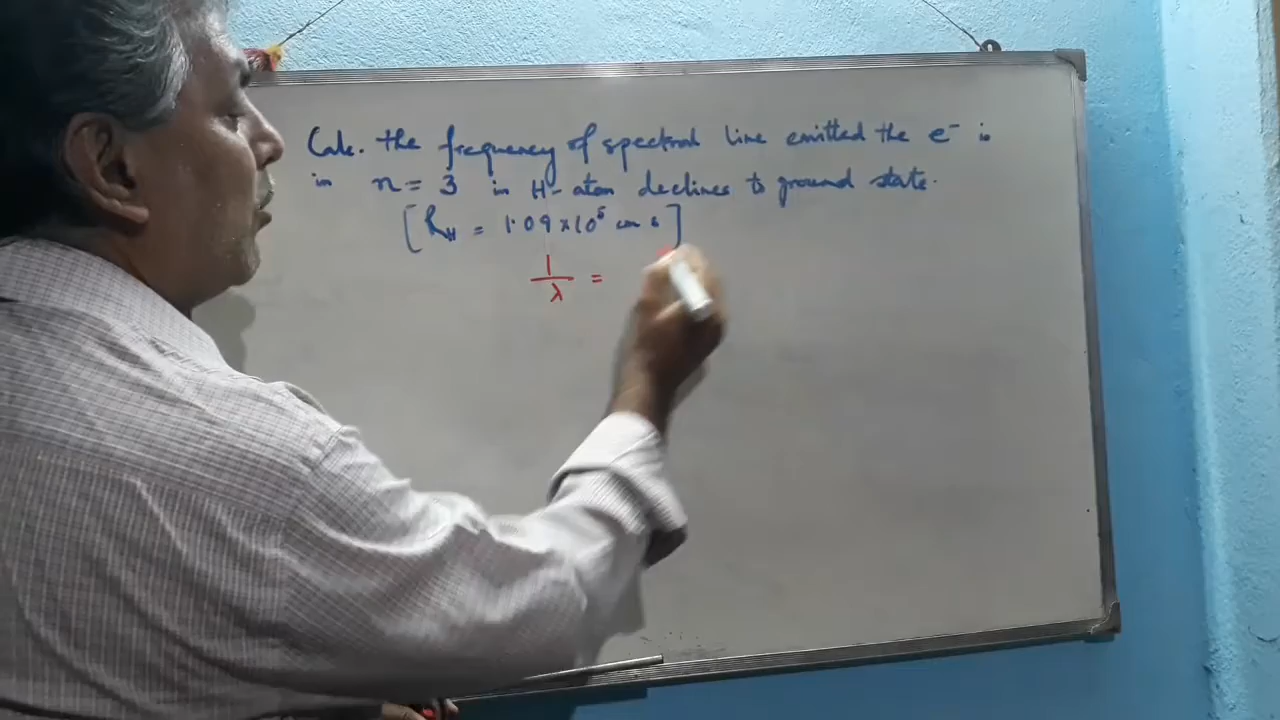 Calc. the frequency of spectral line emitted the e⁻ is
in n = 3 in H-atom declines to ground state.
[R_H = 1.09×10⁵ cm s]
1/λ =